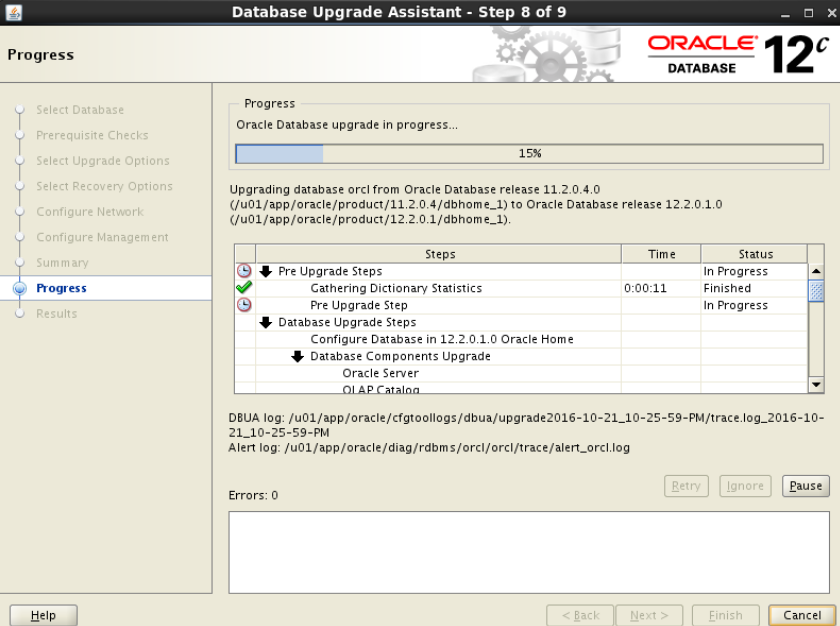 Database Upgrade Assistant - Step 8 of 9
Progress
ORACLE
DATABASE
12c
Select Database
Prerequisite Checks
Select Upgrade Options
Select Recovery Options
Configure Network
Configure Management
Summary
Progress
Results
Progress
Oracle Database upgrade in progress...
15%
Upgrading database orcl from Oracle Database release 11.2.0.4.0
(/u01/app/oracle/product/11.2.0.4/dbhome_1) to Oracle Database release 12.2.0.1.0
(/u01/app/oracle/product/12.2.0.1/dbhome_1).
Steps Time Status
Pre Upgrade Steps In Progress
Gathering Dictionary Statistics 0:00:11 Finished
Pre Upgrade Step In Progress
Database Upgrade Steps
Configure Database in 12.2.0.1.0 Oracle Home
Database Components Upgrade
Oracle Server
OLAP Catalog
DBUA log: /u01/app/oracle/cfgtoollogs/dbua/upgrade2016-10-21_10-25-59-PM/trace.log_2016-10-
21_10-25-59-PM
Alert log: /u01/app/oracle/diag/rdbms/orcl/orcl/trace/alert_orcl.log
Retry Ignore Pause
Errors: 0
Help < Back Next > Finish Cancel